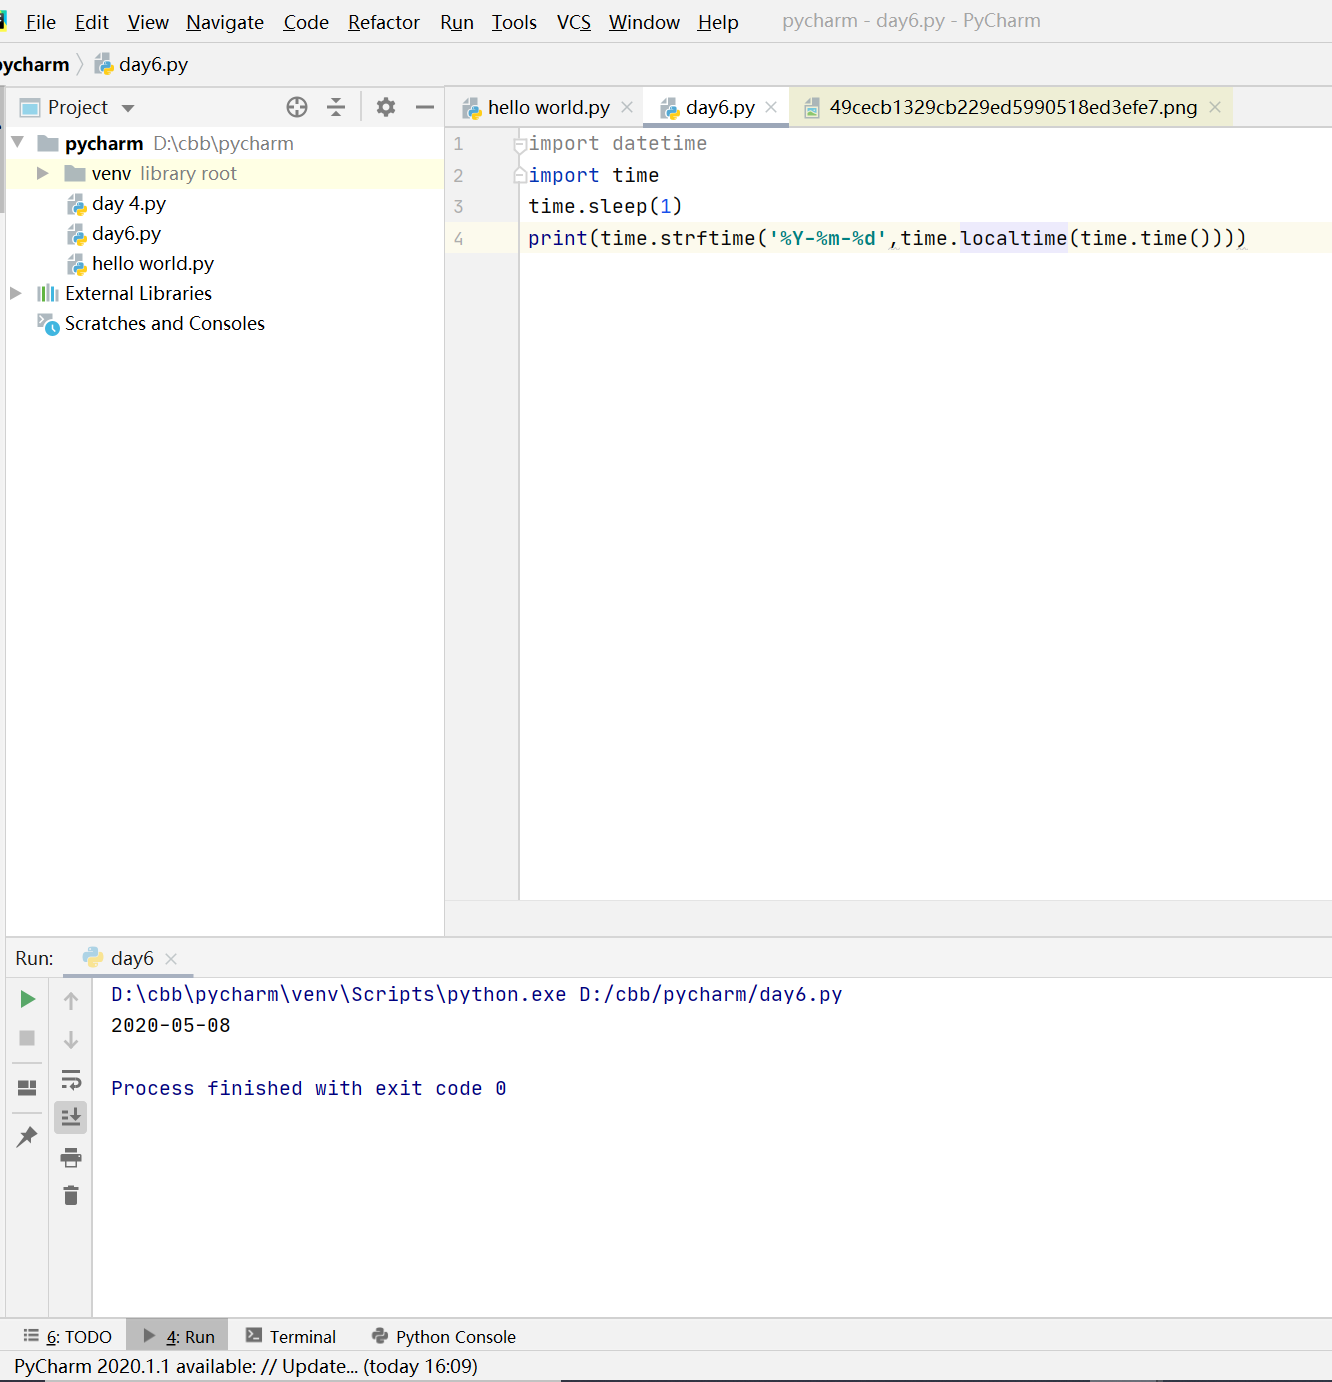 File Edit View Navigate Code Refactor Run Tools VCS Window Help pycharm - day6.py - PyCharm
pycharm day6.py
Project hello world.py day6.py 49cecb1329cb229ed5990518ed3efe7.png
pycharm D:\cbb\pycharm
venv library root
day 4.py
day6.py
hello world.py
External Libraries
Scratches and Consoles
1 import datetime
2 import time
3 time.sleep(1)
4 print(time.strftime('%Y-%m-%d',time.localtime(time.time())))
Run: day6
D:\cbb\pycharm\venv\Scripts\python.exe D:/cbb/pycharm/day6.py
2020-05-08
Process finished with exit code 0
6: TODO 4: Run Terminal Python Console
PyCharm 2020.1.1 available: // Update... (today 16:09)